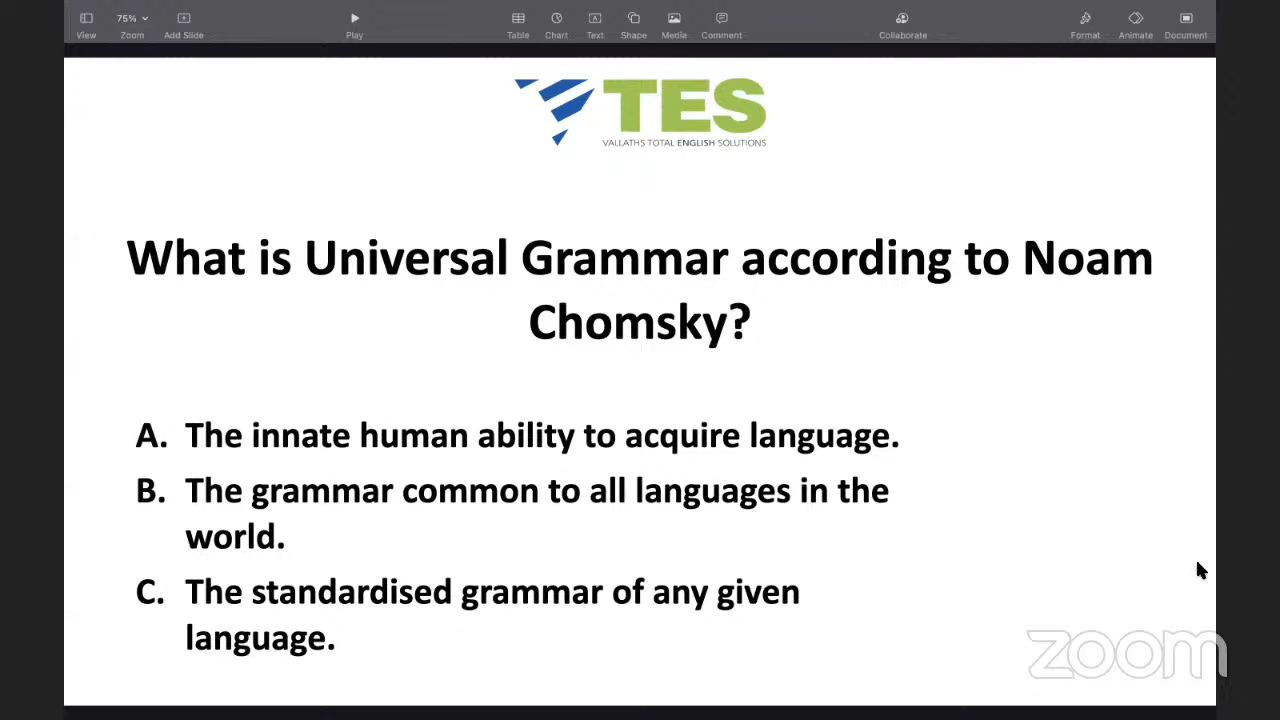 75%
View Zoom Add Slide Play Table Chart Text Shape Media Comment Collaborate Format Animate Document
TES
VALLATHS TOTAL ENGLISH SOLUTIONS
What is Universal Grammar according to Noam
Chomsky?
A. The innate human ability to acquire language.
B. The grammar common to all languages in the
world.
C. The standardised grammar of any given
language.
zoom